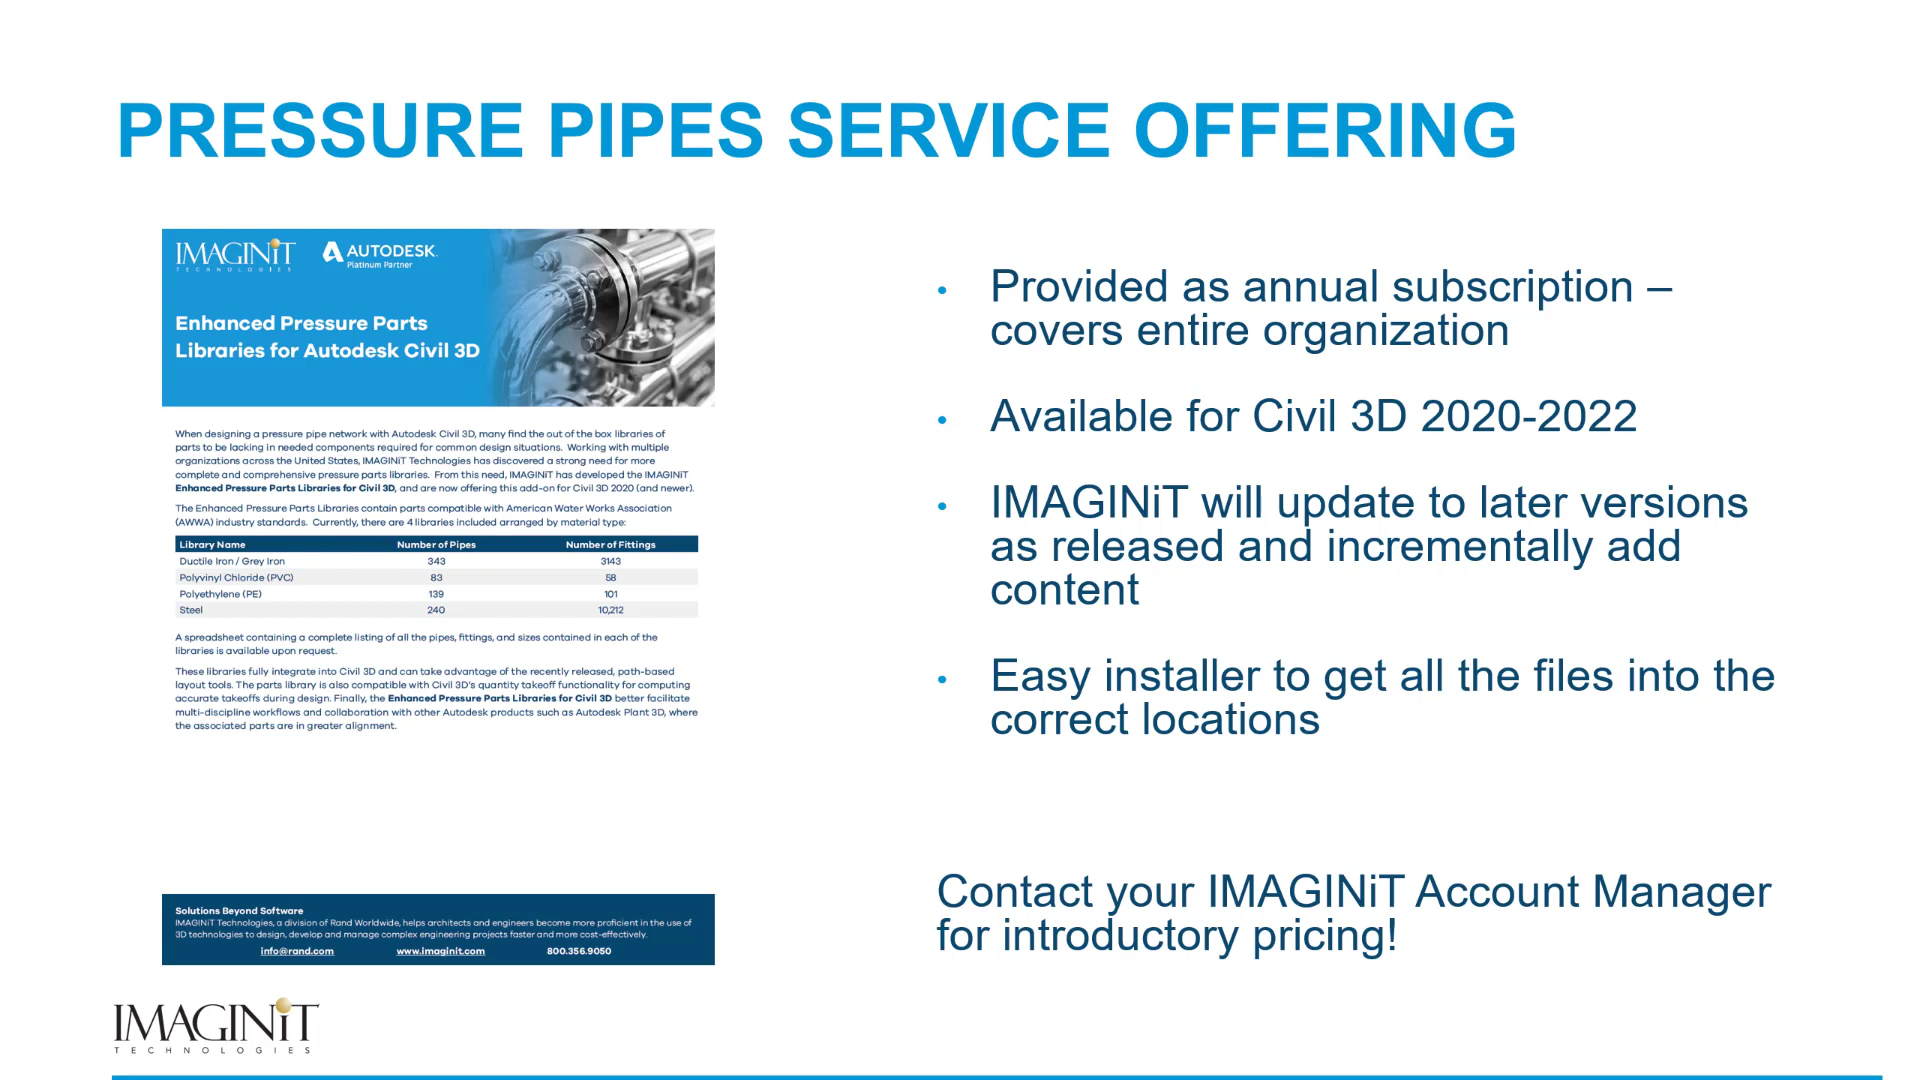 PRESSURE PIPES SERVICE OFFERING
IMAGINiT
TECHNOLOGIES
AUTODESK
Platinum Partner
Enhanced Pressure Parts
Libraries for Autodesk Civil 3D
When designing a pressure pipe network with Autodesk Civil 3D, many find the out of the box libraries of
parts to be lacking in needed components required for common design situations. Working with multiple
organizations across the United States, IMAGINiT Technologies has discovered a strong need for more
complete and comprehensive pressure parts libraries. From this need, IMAGINiT has developed the IMAGINiT
Enhanced Pressure Parts Libraries for Civil 3D, and are now offering this add-on for Civil 3D 2020 (and newer).
The Enhanced Pressure Parts Libraries contain parts compatible with American Water Works Association
(AWWA) industry standards. Currently, there are 4 libraries included arranged by material type:
Library Name Number of Pipes Number of Fittings
Ductile Iron / Grey Iron 343 3143
Polyvinyl Chloride (PVC) 83 58
Polyethylene (PE) 139 101
Steel 240 10,212
A spreadsheet containing a complete listing of all the pipes, fittings, and sizes contained in each of the
libraries is available upon request.
These libraries fully integrate into Civil 3D and can take advantage of the recently released, path-based
layout tools. The parts library is also compatible with Civil 3D's quantity takeoff functionality for computing
accurate takeoffs during design. Finally, the Enhanced Pressure Parts Libraries for Civil 3D better facilitate
multi-discipline workflows and collaboration with other Autodesk products such as Autodesk Plant 3D, where
the associated parts are in greater alignment.
Solutions Beyond Software
IMAGINiT Technologies, a division of Rand Worldwide, helps architects and engineers become more proficient in the use of
3D technologies to design, develop and manage complex engineering projects faster and more cost-effectively.
info@rand.com www.imaginit.com 800.356.9050
• Provided as annual subscription –
covers entire organization
• Available for Civil 3D 2020-2022
• IMAGINiT will update to later versions
as released and incrementally add
content
• Easy installer to get all the files into the
correct locations
Contact your IMAGINiT Account Manager
for introductory pricing!
IMAGINiT
TECHNOLOGIES